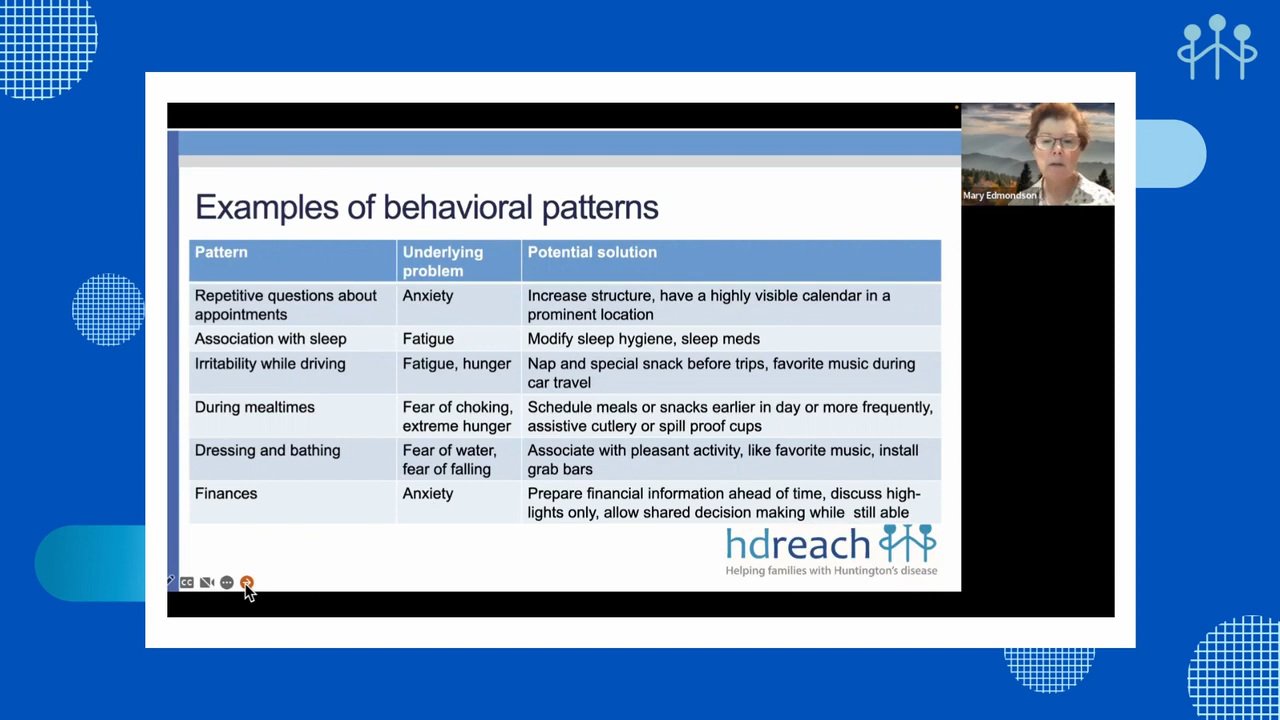 Mary Edmondson
Examples of behavioral patterns
Pattern
Underlying
problem
Potential solution
Repetitive questions about
appointments
Anxiety
Increase structure, have a highly visible calendar in a
prominent location
Association with sleep
Fatigue
Modify sleep hygiene, sleep meds
Irritability while driving
Fatigue, hunger
Nap and special snack before trips, favorite music during
car travel
During mealtimes
Fear of choking,
extreme hunger
Schedule meals or snacks earlier in day or more frequently,
assistive cutlery or spill proof cups
Dressing and bathing
Fear of water,
fear of falling
Associate with pleasant activity, like favorite music, install
grab bars
Finances
Anxiety
Prepare financial information ahead of time, discuss high-
lights only, allow shared decision making while  still able
hdreach
Helping families with Huntington's disease
CC